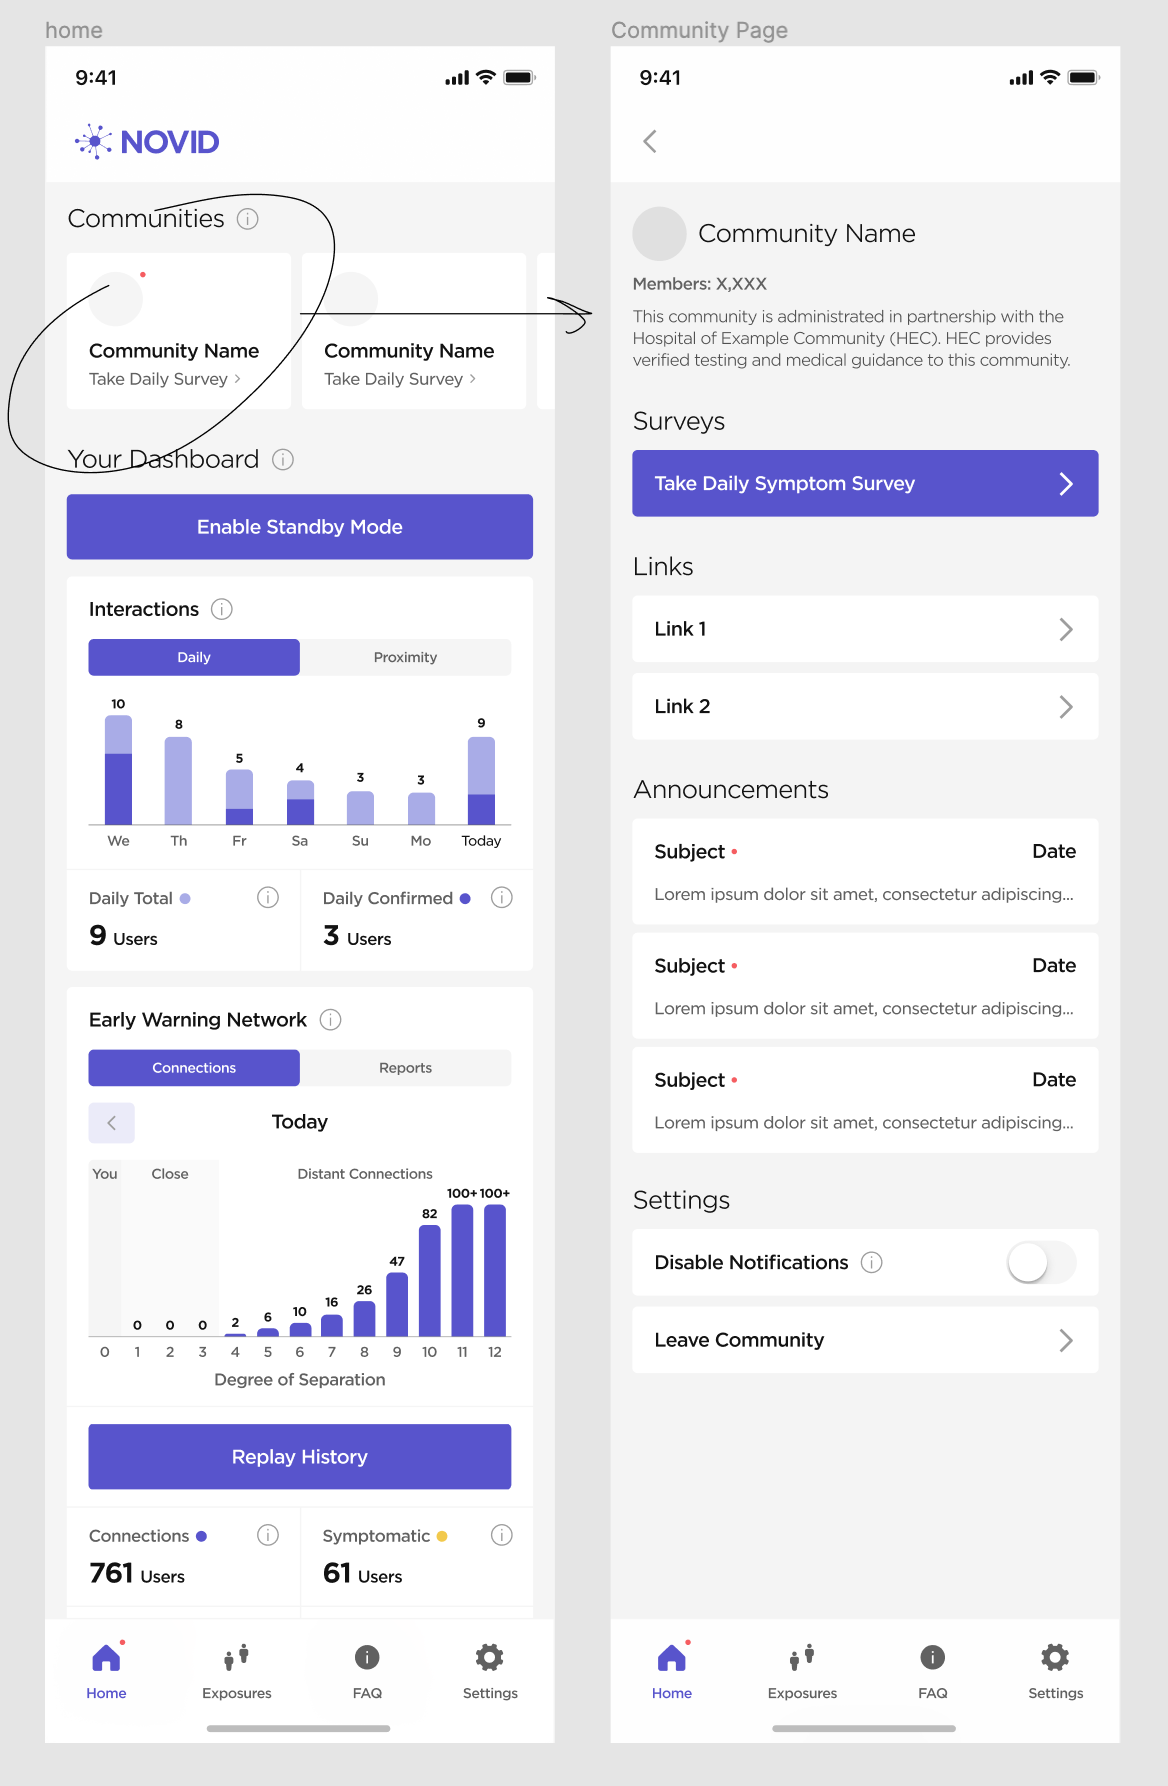 home
9:41
NOVID
Communities
Community Name
Take Daily Survey
Community Name
Take Daily Survey
Your Dashboard
Enable Standby Mode
Interactions
Daily
Proximity
10
8
5
4
3
3
9
We
Th
Fr
Sa
Su
Mo
Today
Daily Total
9 Users
Daily Confirmed
3 Users
Early Warning Network
Connections
Reports
Today
You
Close
Distant Connections
0
0
0
2
6
10
16
26
47
82
100+
100+
0
1
2
3
4
5
6
7
8
9
10
11
12
Degree of Separation
Replay History
Connections
761 Users
Symptomatic
61 Users
Home
Exposures
FAQ
Settings
Community Page
9:41
Community Name
Members: X,XXX
This community is administrated in partnership with the
Hospital of Example Community (HEC). HEC provides
verified testing and medical guidance to this community.
Surveys
Take Daily Symptom Survey
Links
Link 1
Link 2
Announcements
Subject
Date
Lorem ipsum dolor sit amet, consectetur adipiscing...
Subject
Date
Lorem ipsum dolor sit amet, consectetur adipiscing...
Subject
Date
Lorem ipsum dolor sit amet, consectetur adipiscing...
Settings
Disable Notifications
Leave Community
Home
Exposures
FAQ
Settings